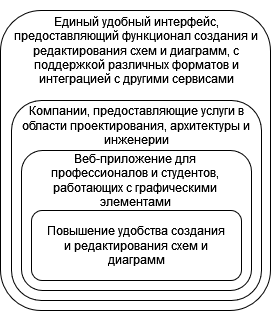 Единый удобный интерфейс,
предоставляющий функционал создания и
редактирования схем и диаграмм, с
поддержкой различных форматов и
интеграцией с другими сервисами
Компании, предоставляющие услуги в
области проектирования, архитектуры и
инженерии
Веб-приложение для
профессионалов и студентов,
работающих с графическими
элементами
Повышение удобства создания
и редактирования схем и
диаграмм